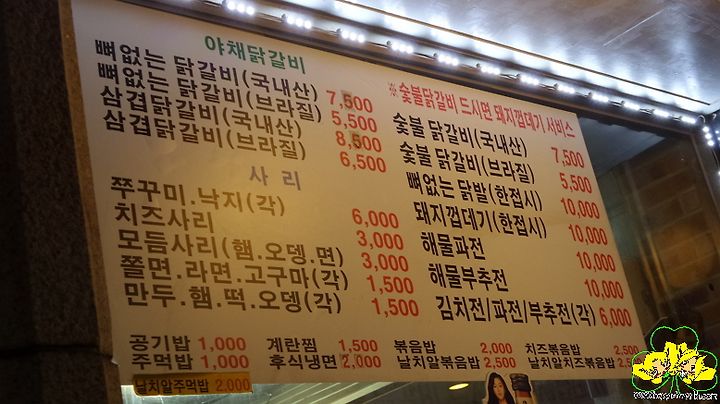 야채닭갈비
뼈없는 닭갈비(국내산) 7,500
뼈없는 닭갈비(브라질) 5,500
삼겹닭갈비(국내산) 8,500
삼겹닭갈비(브라질) 6,500
사 리
쭈꾸미.낙지(각) 6,000
치즈사리 3,000
모듬사리(햄.오뎅.면) 3,000
쫄면.라면.고구마(각) 1,500
만두.햄.떡.오뎅(각) 1,500
※숯불닭갈비 드시면 돼지껍데기 서비스
숯불 닭갈비(국내산) 7,500
숯불 닭갈비(브라질) 5,500
뼈없는 닭발(한접시) 10,000
돼지껍데기(한접시) 10,000
해물파전 10,000
해물부추전 10,000
김치전/파전/부추전(각) 6,000
공기밥 1,000 계란찜 1,500 볶음밥 2,000 치즈볶음밥 2,500
주먹밥 1,000 후식냉면 2,000 날치알볶음밥 2,500 날치알치즈볶음밥 2,500
날치알주먹밥 2,000